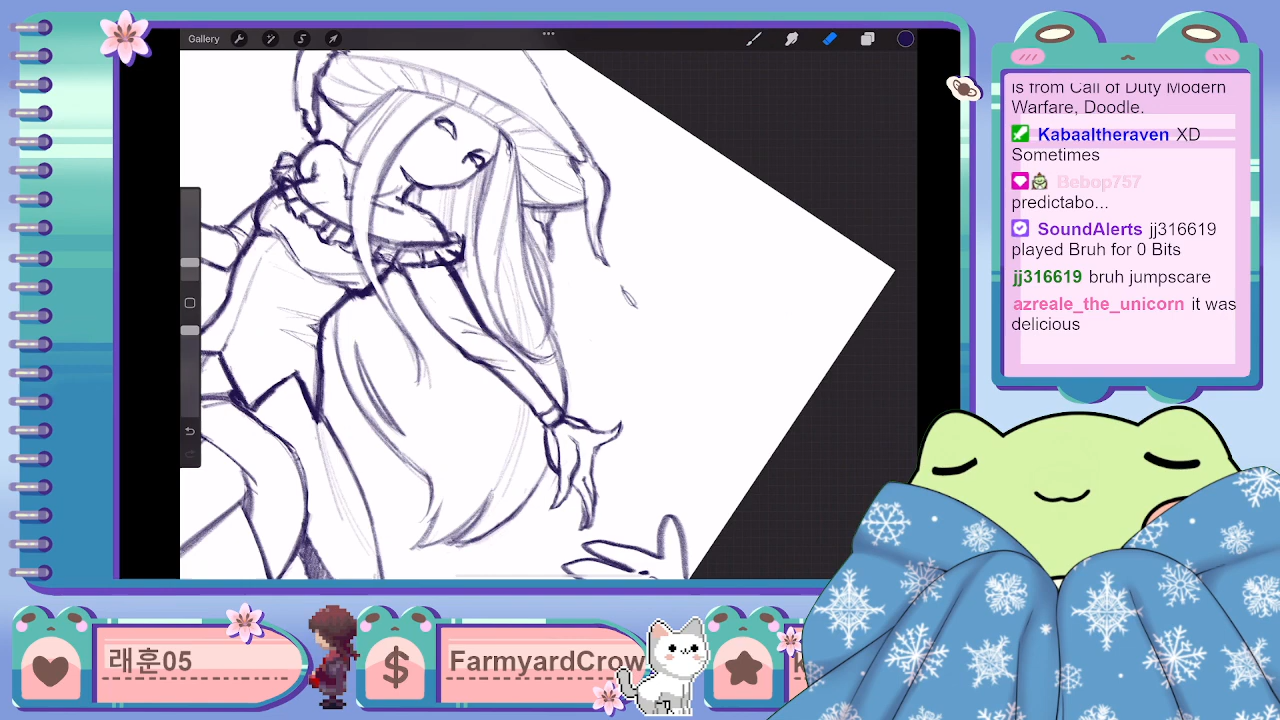 Gallery
is from Call of Duty Modern
Warfare, Doodle.
Kabaaltheraven XD
Sometimes
Bebop757
predictabo...
SoundAlerts jj316619
played Bruh for 0 Bits
jj316619 bruh jumpscare
azreale_the_unicorn it was
delicious
래훈05
FarmyardCrow